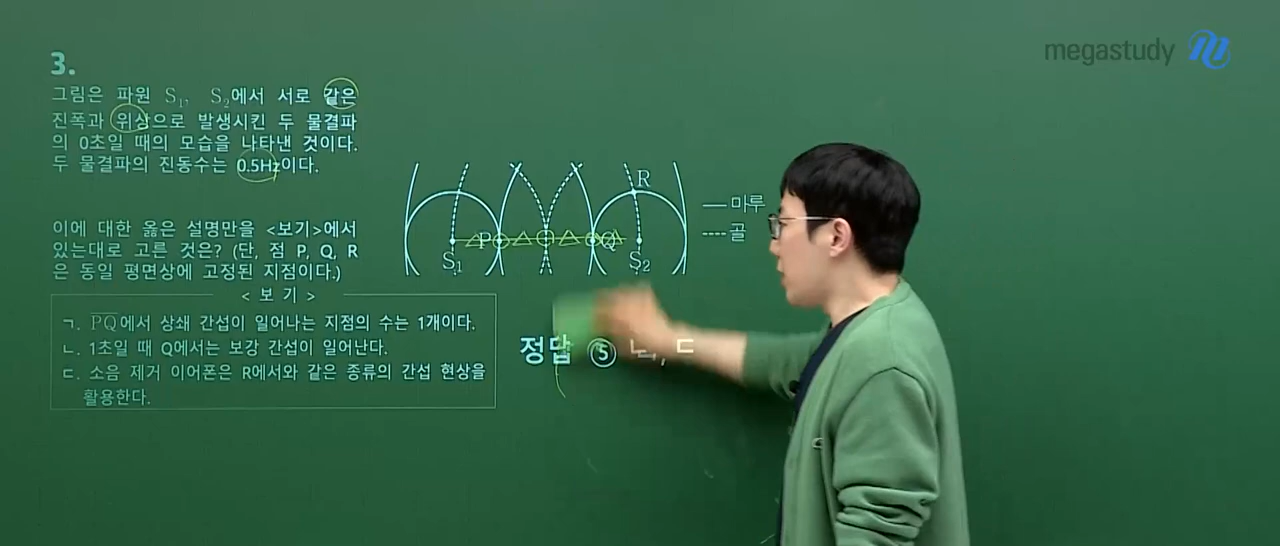 megastudy
3.
그림은 파원 S₁, S₂에서 서로 같은
진폭과 위상으로 발생시킨 두 물결파
의 0초일 때의 모습을 나타낸 것이다.
두 물결파의 진동수는 0.5Hz이다.
이에 대한 옳은 설명만을 <보기>에서
있는대로 고른 것은? (단, 점 P, Q, R
은 동일 평면상에 고정된 지점이다.)
< 보 기 >
ㄱ. PQ에서 상쇄 간섭이 일어나는 지점의 수는 1개이다.
ㄴ. 1초일 때 Q에서는 보강 간섭이 일어난다.
ㄷ. 소음 제거 이어폰은 R에서와 같은 종류의 간섭 현상을
활용한다.
R
P
Q
S₁
S₂
마루
골
정답 ⑤ ㄴ, ㄷ